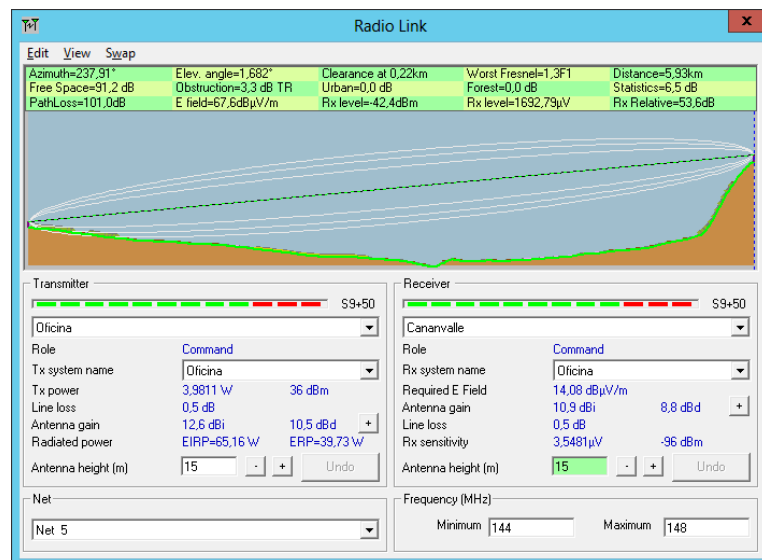 Radio Link
x
Edit View Swap
Azimuth=237,91° Elev. angle=1,682° Clearance at 0,22km Worst Fresnel=1,3F1 Distance=5,93km
Free Space=91,2 dB Obstruction=3,3 dB TR Urban=0,0 dB Forest=0,0 dB Statistics=6,5 dB
PathLoss=101,0dB E field=67,6dBµV/m Rx level=-42,4dBm Rx level=1692,79µV Rx Relative=53,6dB
Transmitter
S9+50
Oficina
Role Command
Tx system name Oficina
Tx power 3,9811 W 36 dBm
Line loss 0,5 dB
Antenna gain 12,6 dBi 10,5 dBd +
Radiated power EIRP=65,16 W ERP=39,73 W
Antenna height (m) 15 - + Undo
Receiver
S9+50
Cananvalle
Role Command
Rx system name Oficina
Required E Field 14,08 dBµV/m
Antenna gain 10,9 dBi 8,8 dBd +
Line loss 0,5 dB
Rx sensitivity 3,5481µV -96 dBm
Antenna height (m) 15 - + Undo
Net
Net 5
Frequency (MHz)
Minimum 144 Maximum 148